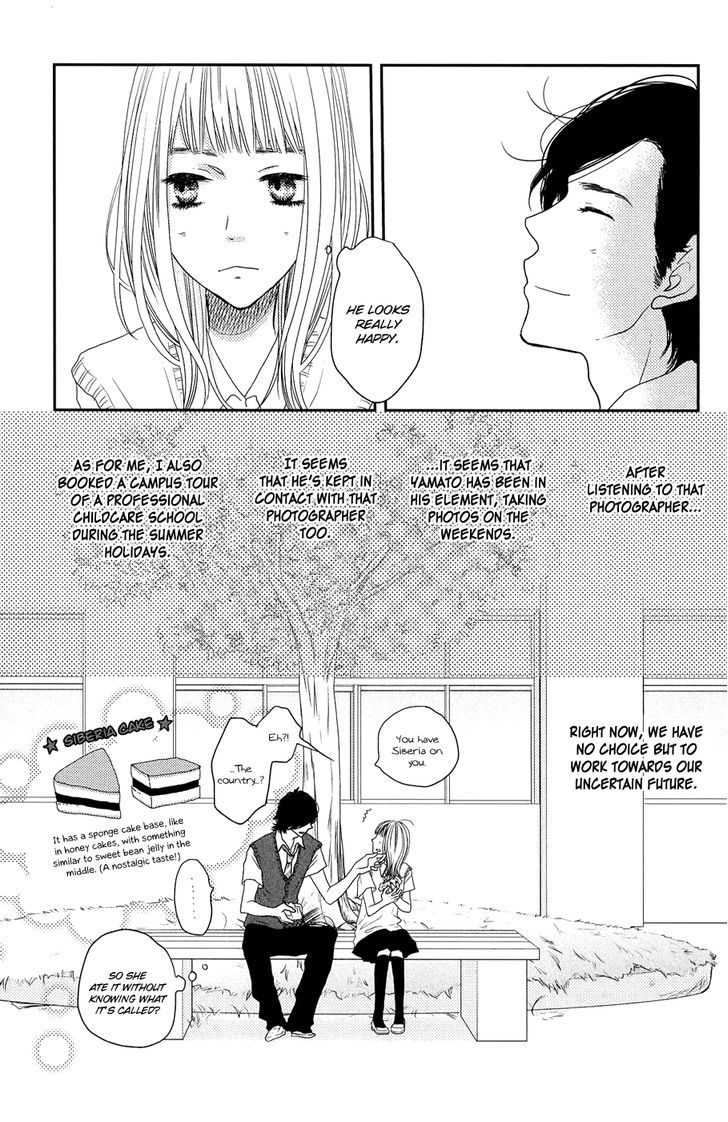 HE LOOKS
REALLY
HAPPY.
AFTER
LISTENING TO THAT
PHOTOGRAPHER...
...IT SEEMS THAT
YAMATO HAS BEEN IN
HIS ELEMENT, TAKING
PHOTOS ON THE
WEEKENDS.
IT SEEMS
THAT HE'S KEPT IN
CONTACT WITH THAT
PHOTOGRAPHER
TOO.
AS FOR ME, I ALSO
BOOKED A CAMPUS TOUR
OF A PROFESSIONAL
CHILDCARE SCHOOL
DURING THE SUMMER
HOLIDAYS.
RIGHT NOW, WE HAVE
NO CHOICE BUT TO
WORK TOWARDS OUR
UNCERTAIN FUTURE.
You have
Siberia on
you.
Eh?!
...The
country...?
★ SIBERIA CAKE ★
It has a sponge cake base, like
in honey cakes, with something
similar to sweet bean jelly in the
middle. (A nostalgic taste!)
......
SO SHE
ATE IT WITHOUT
KNOWING WHAT
IT'S CALLED?